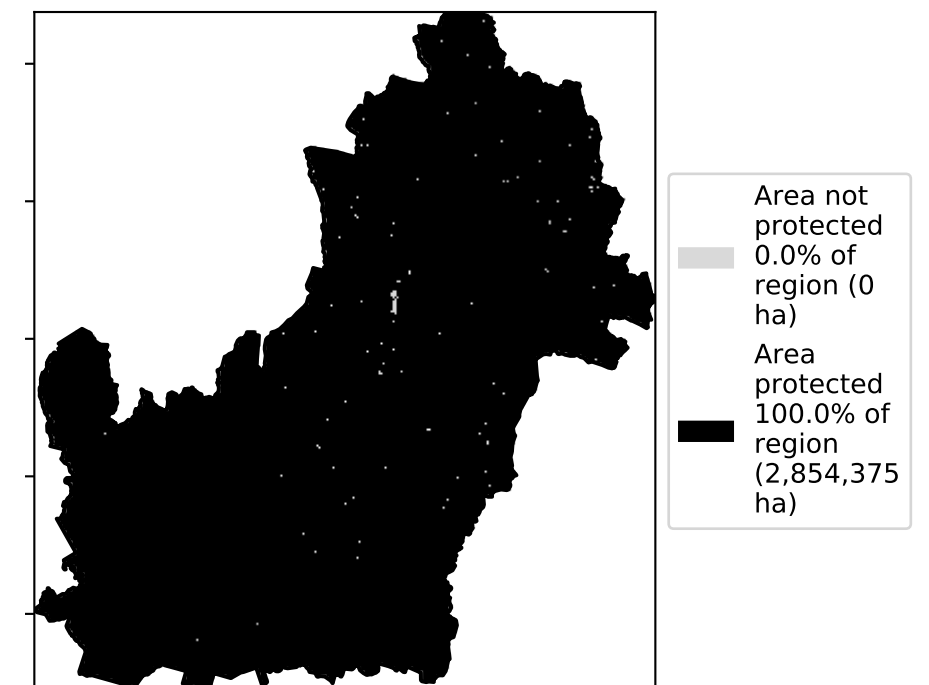 Area not
protected
0.0% of
region (0
ha)
Area
protected
100.0% of
region
(2,854,375
ha)